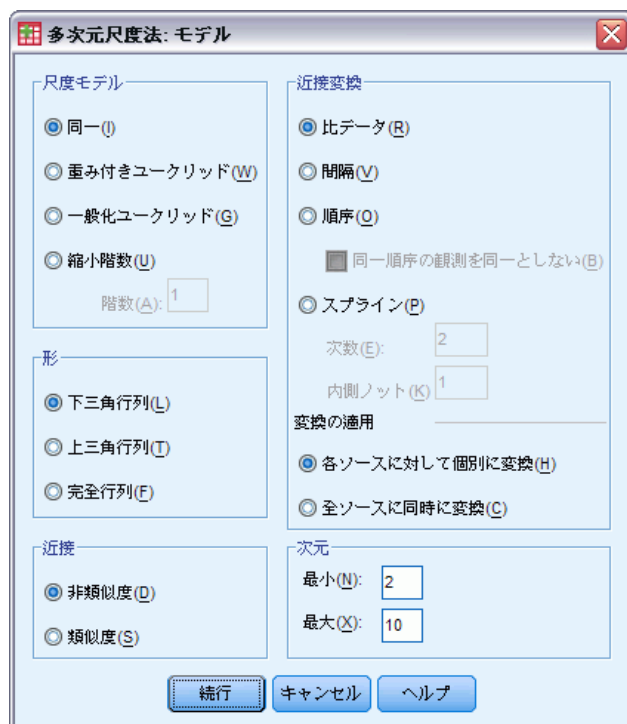 多次元尺度法: モデル
尺度モデル
同一(I)
重み付きユークリッド(W)
一般化ユークリッド(G)
縮小階数(U)
階数(A): 1
形
下三角行列(L)
上三角行列(T)
完全行列(F)
近接
非類似度(D)
類似度(S)
近接変換
比データ(R)
間隔(V)
順序(O)
同一順序の観測を同一としない(B)
スプライン(P)
次数(E): 2
内側ノット(K) 1
変換の適用
各ソースに対して個別に変換(H)
全ソースに同時に変換(C)
次元
最小(N): 2
最大(X): 10
続行 キャンセル ヘルプ